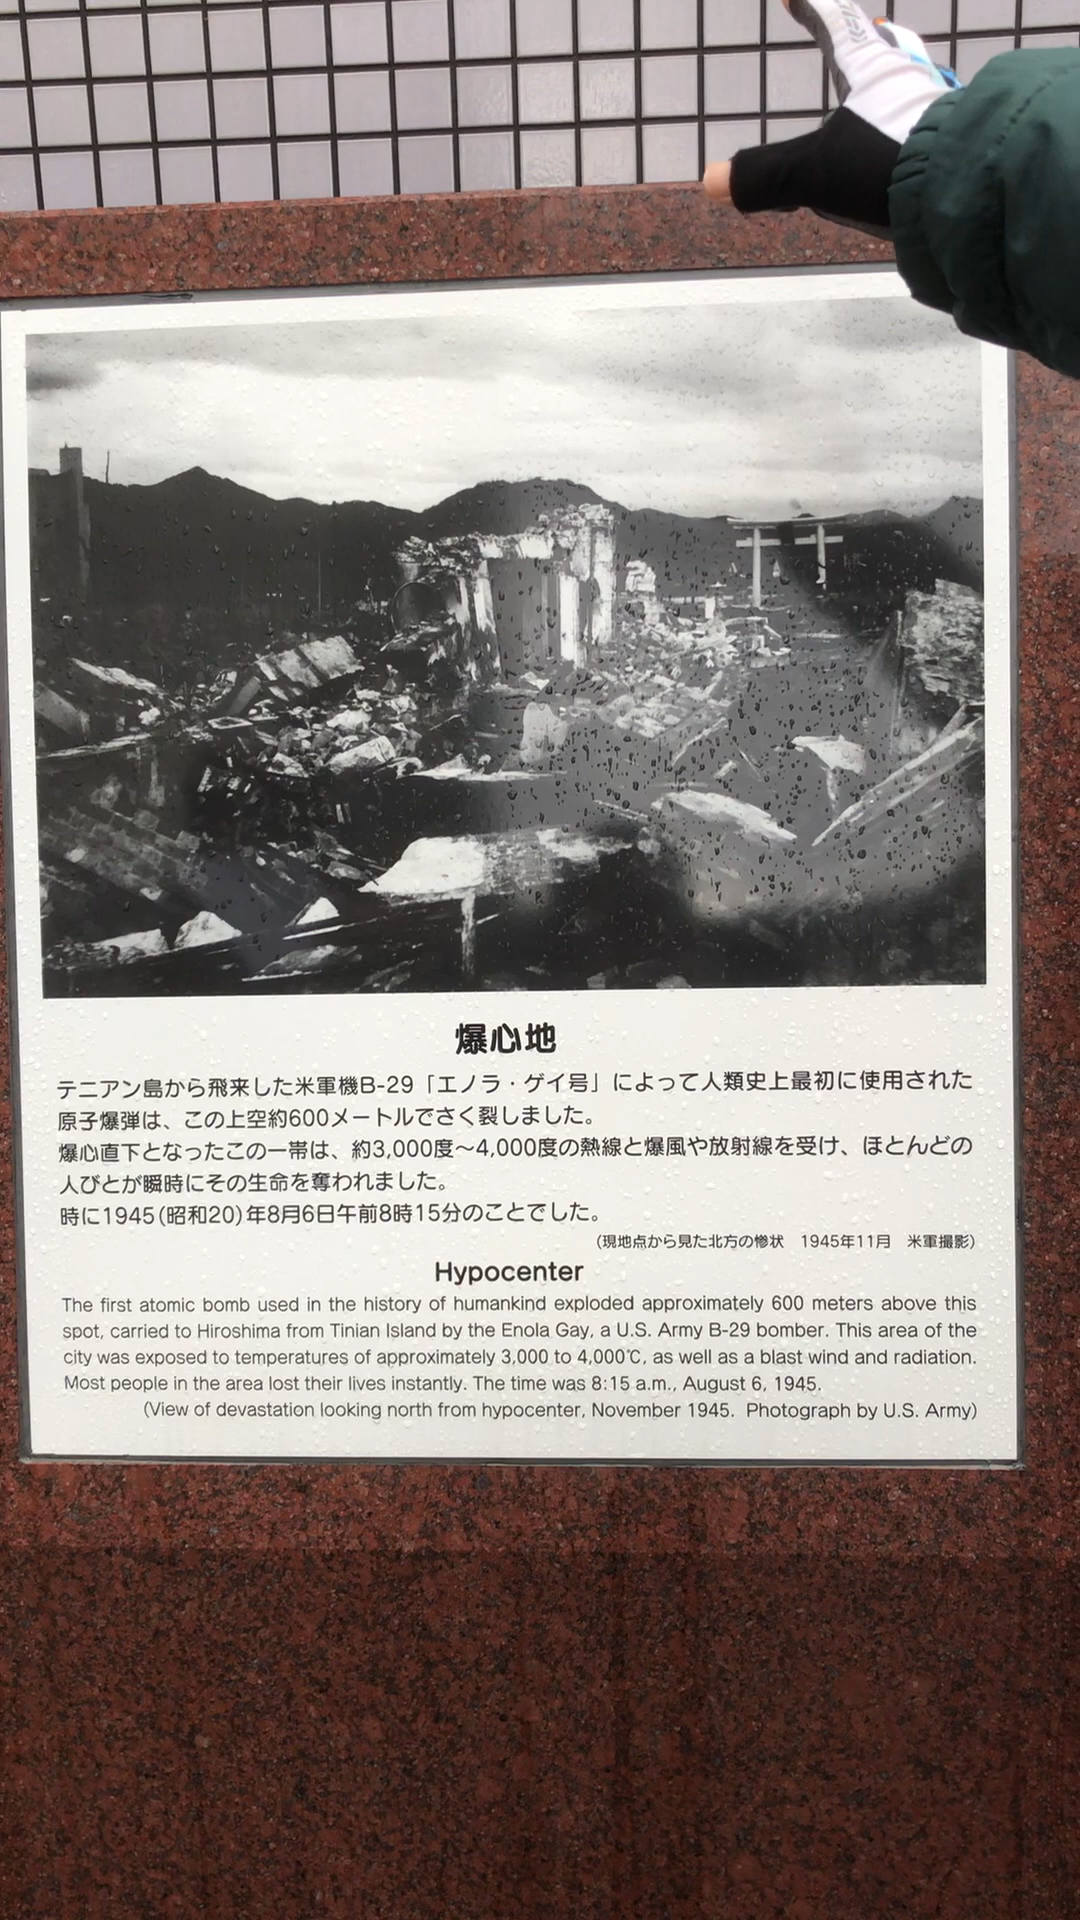 爆心地
テニアン島から飛来した米軍機B-29「エノラ・ゲイ号」によって人類史上最初に使用された
原子爆弾は、この上空約600メートルでさく裂しました。
爆心直下となったこの一帯は、約3,000度〜4,000度の熱線と爆風や放射線を受け、ほとんどの
人びとが瞬時にその生命を奪われました。
時に1945(昭和20)年8月6日午前8時15分のことでした。
(現地点から見た北方の惨状　1945年11月　米軍撮影)
Hypocenter
The first atomic bomb used in the history of humankind exploded approximately 600 meters above this
spot, carried to Hiroshima from Tinian Island by the Enola Gay, a U.S. Army B-29 bomber. This area of the
city was exposed to temperatures of approximately 3,000 to 4,000℃, as well as a blast wind and radiation.
Most people in the area lost their lives instantly. The time was 8:15 a.m., August 6, 1945.
(View of devastation looking north from hypocenter, November 1945. Photograph by U.S. Army)